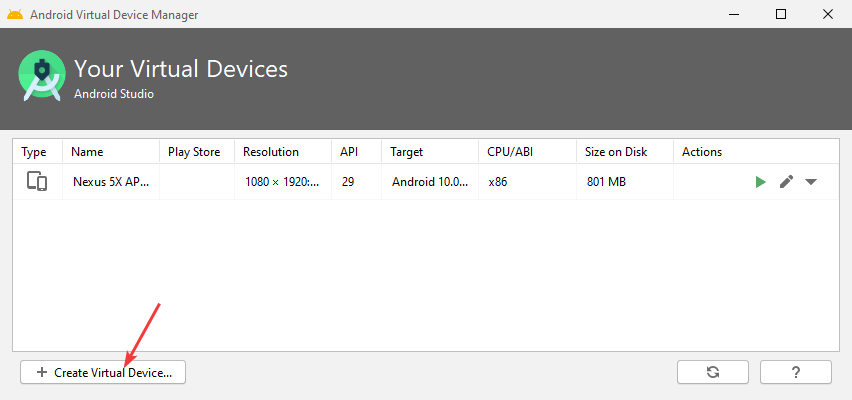 Android Virtual Device Manager
Your Virtual Devices
Android Studio
Type Name Play Store Resolution API Target CPU/ABI Size on Disk Actions
Nexus 5X AP... 1080 × 1920:... 29 Android 10.0... x86 801 MB
+ Create Virtual Device...
?